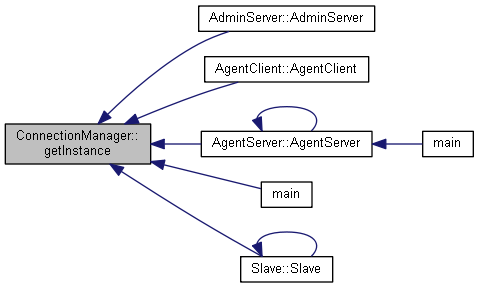 AdminServer::AdminServer
AgentClient::AgentClient
ConnectionManager::
getInstance
AgentServer::AgentServer
main
main
Slave::Slave